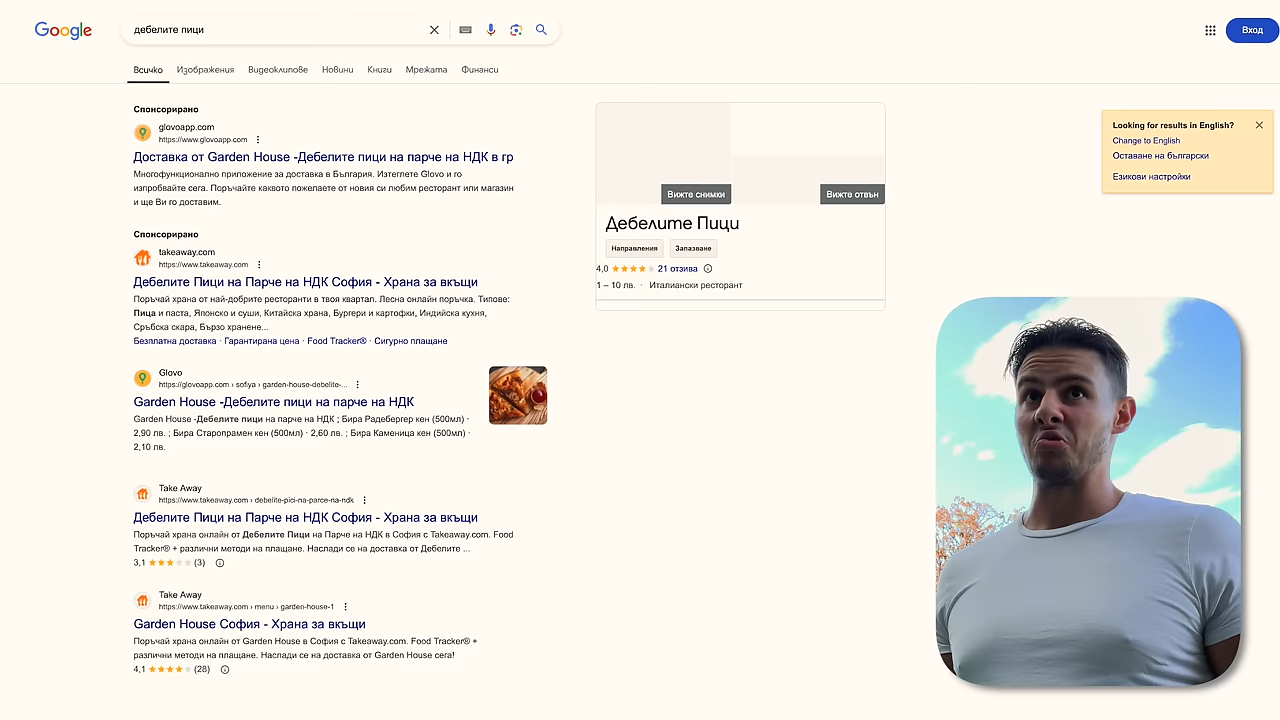 Google
дебелите пици
Вход
Всичко Изображения Видеоклипове Новини Книги Мрежата Финанси
Спонсорирано
glovoapp.com
https://www.glovoapp.com
Доставка от Garden House -Дебелите пици на парче на НДК в гр
Многофункционално приложение за доставка в България. Изтеглете Glovo и го
изпробвайте сега. Поръчайте каквото пожелаете от новия си любим ресторант или магазин
и ще Ви го доставим.
Спонсорирано
takeaway.com
https://www.takeaway.com
Дебелите Пици на Парче на НДК София - Храна за вкъщи
Поръчай храна от най-добрите ресторанти в твоя квартал. Лесна онлайн поръчка. Типове:
Пица и паста, Японско и суши, Китайска храна, Бургери и картофки, Индийска кухня,
Сръбска скара, Бързо хранене...
Безплатна доставка · Гарантирана цена · Food Tracker® · Сигурно плащане
Glovo
https://glovoapp.com › sofiya › garden-house-debelite-...
Garden House -Дебелите пици на парче на НДК
Garden House -Дебелите пици на парче на НДК ; Бира Радебергер кен (500мл) ·
2,90 лв. ; Бира Старопрамен кен (500мл) · 2,60 лв. ; Бира Каменица кен (500мл) ·
2,10 лв.
Take Away
https://www.takeaway.com › debelite-pici-na-parce-na-ndk
Дебелите Пици на Парче на НДК София - Храна за вкъщи
Поръчай храна онлайн от Дебелите Пици на Парче на НДК в София с Takeaway.com. Food
Tracker® + различни методи на плащане. Наслади се на доставка от Дебелите ...
3,1 (3)
Take Away
https://www.takeaway.com › menu › garden-house-1
Garden House София - Храна за вкъщи
Поръчай храна онлайн от Garden House в София с Takeaway.com. Food Tracker® +
различни методи на плащане. Наслади се на доставка от Garden House сега!
4,1 (28)
Вижте снимки
Вижте отвън
Дебелите Пици
Направления Запазване
4,0 21 отзива
1 – 10 лв. · Италиански ресторант
Looking for results in English?
Change to English
Оставане на български
Езикови настройки